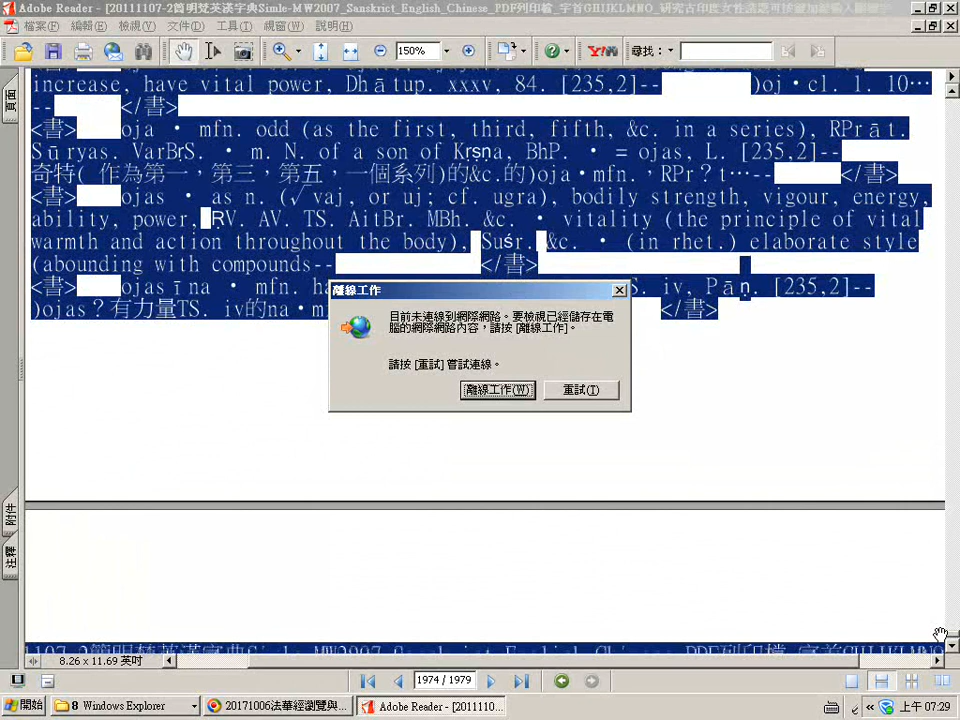 Adobe Reader - [20111107-2簡明梵英漢字典Simle-MW2007_Sanskrict_English_Chinese_PDF列印檔_字首GHIJKLMNO_研究古印度女性話題可按
檔案(F) 編輯(E) 檢視(V) 文件(D) 工具(T) 視窗(W) 說明(H)
150% 尋找：
頁面
increase, have vital power, Dhātup. xxxv, 84. [235,2]-- )oj‧cl. l. 10…
-- </書>
<書> oja ‧ mfn. odd (as the first, third, fifth, &c. in a series), RPrāt.
Sūryas. VarBṛS. ‧ m. N. of a son of Kṛṣṇa, BhP. ‧ = ojas, L. [235,2]--
奇特( 作為第一，第三，第五，一個系列)的&c.的)oja‧mfn.，RPr？t…-- </書>
<書> ojas ‧ as n. (√vaj, or uj; cf. ugra), bodily strength, vigour, energy,
ability, power, ṚV. AV. TS. AitBr. MBh. &c. ‧ vitality (the principle of vital
warmth and action throughout the body), Suśr. &c. ‧ (in rhet.) elaborate style
(abounding with compounds-- </書>
<書> ojasīna ‧ mfn. ha S. iv, Pāṇ. [235,2]--
)ojas？有力量TS. iv的na‧m </書>
離線工作
目前未連線到網際網路。要檢視已經儲存在電
腦的網際網路內容，請按 [離線工作]。
請按 [重試] 嘗試連線。
離線工作(W) 重試(T)
附件
注釋
8.26 x 11.69 英吋
1974 / 1979
開始 8 Windows Explorer 20171006法華經瀏覽與... Adobe Reader - [2011110... 上午 07:29